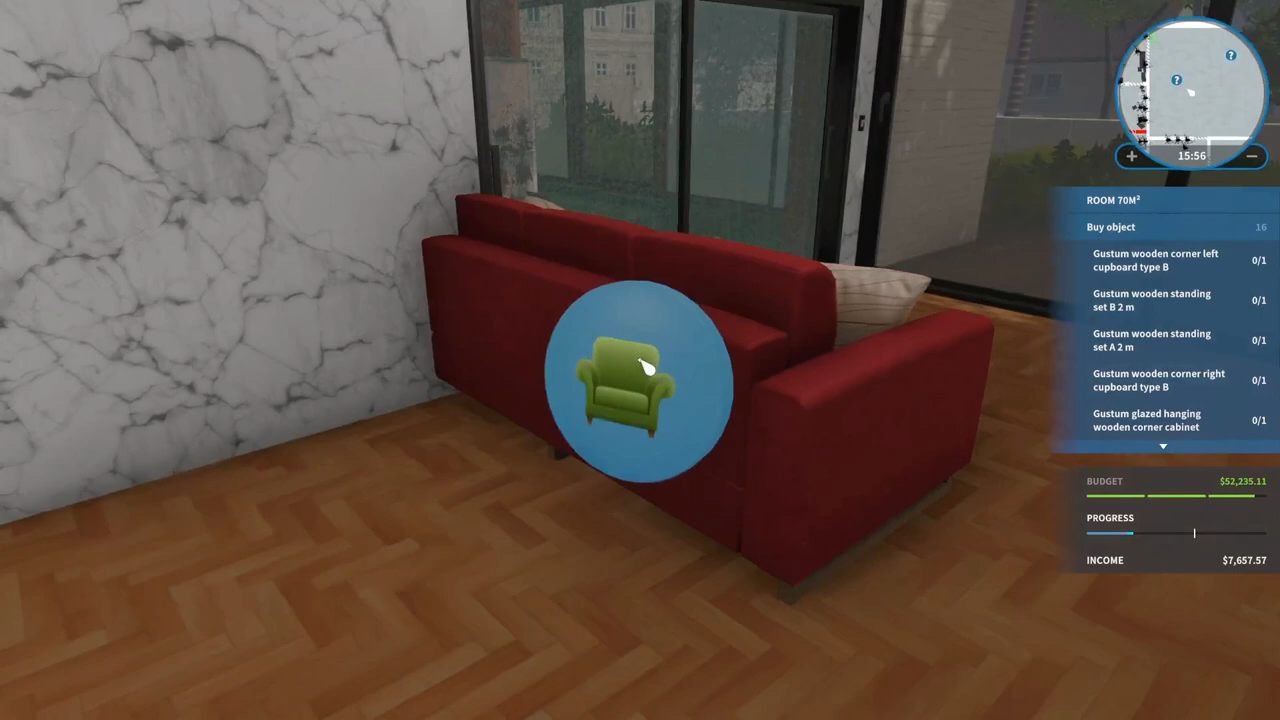 ?
?
+ 15:56 −
ROOM 70M²
Buy object 16
Gustum wooden corner left
cupboard type B 0/1
Gustum wooden standing
set B 2 m 0/1
Gustum wooden standing
set A 2 m 0/1
Gustum wooden corner right
cupboard type B 0/1
Gustum glazed hanging
wooden corner cabinet 0/1
BUDGET $52,235.11
PROGRESS
INCOME $7,657.57